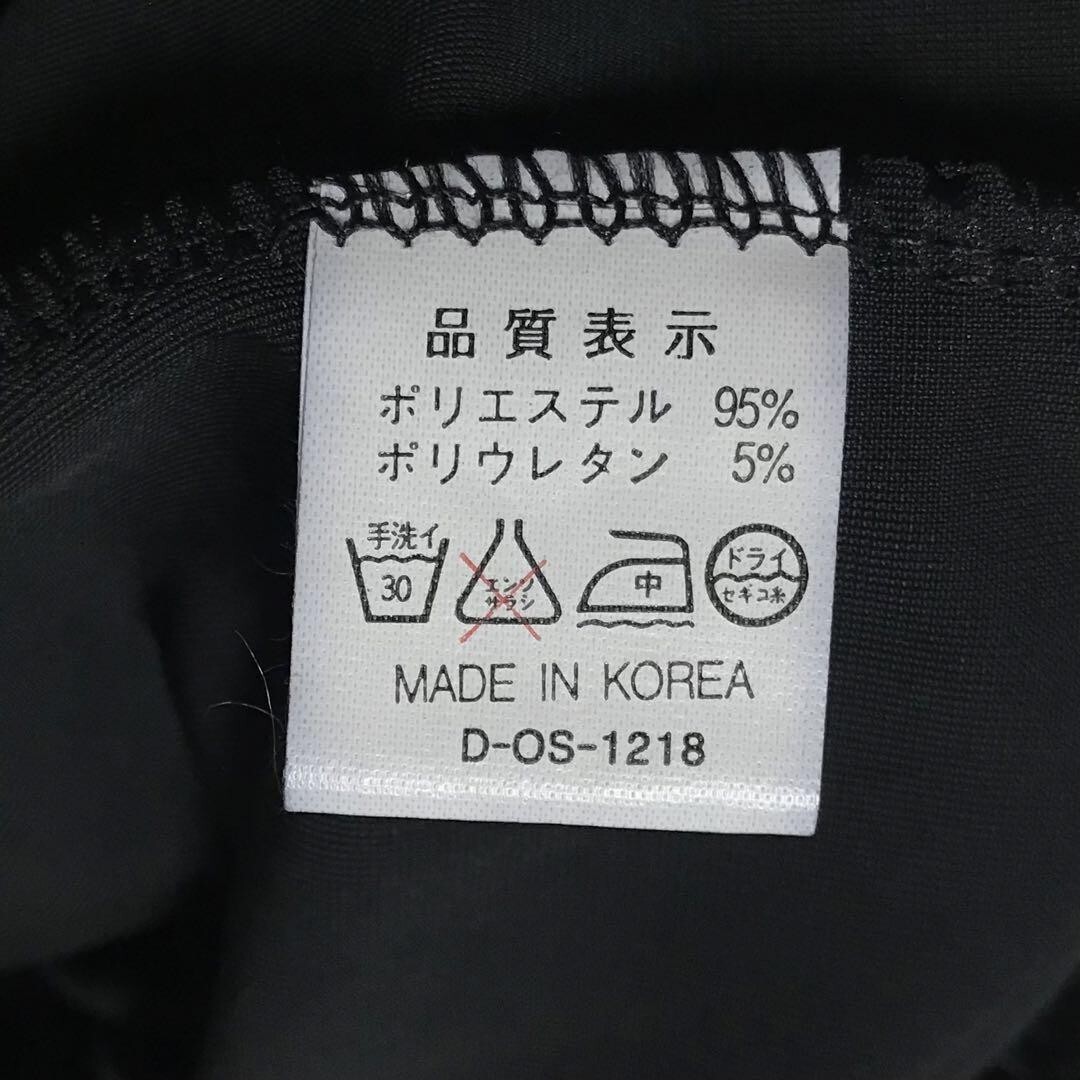 品質表示
ポリエステル 95%
ポリウレタン 5%
手洗イ
30
エンソ
サラシ
中
ドライ
セギコ系
MADE IN KOREA
D-OS-1218